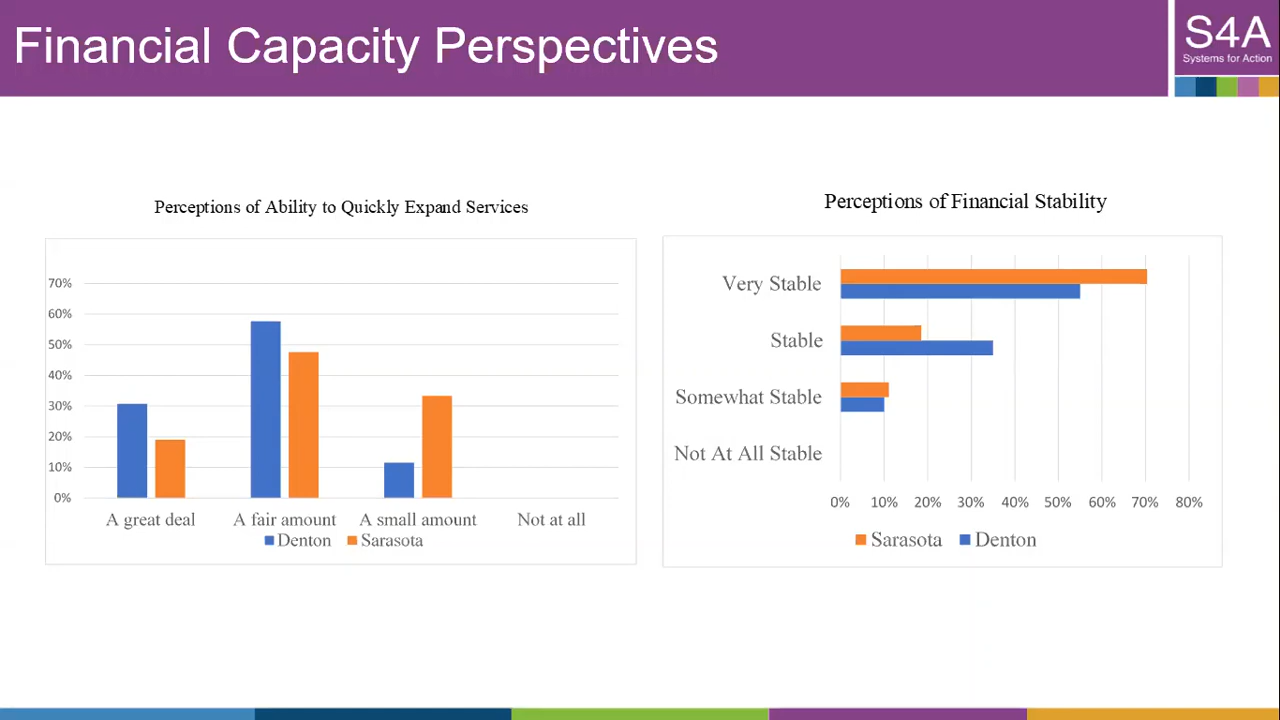 Financial Capacity Perspectives
S4A
Systems for Action
Perceptions of Ability to Quickly Expand Services
70%
60%
50%
40%
30%
20%
10%
0%
A great deal A fair amount A small amount Not at all
Denton Sarasota
Perceptions of Financial Stability
Very Stable
Stable
Somewhat Stable
Not At All Stable
0% 10% 20% 30% 40% 50% 60% 70% 80%
Sarasota Denton